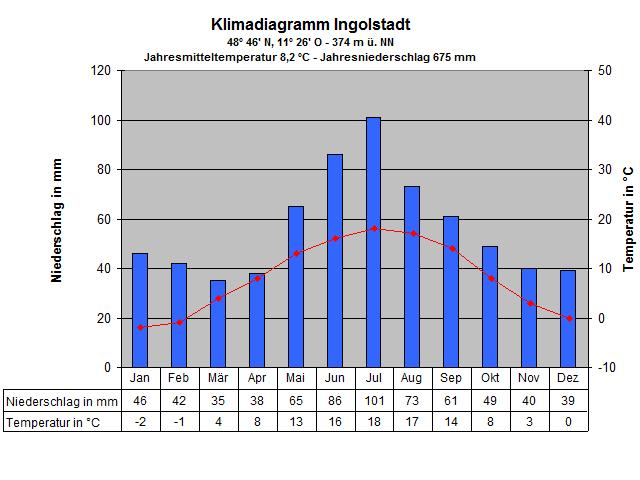 Klimadiagramm Ingolstadt
48° 46' N, 11° 26' O - 374 m ü. NN
Jahresmitteltemperatur 8,2 °C - Jahresniederschlag 675 mm
120
100
80
60
40
20
0
Niederschlag in mm
50
40
30
20
10
0
-10
Temperatur in °C
Jan Feb Mär Apr Mai Jun Jul Aug Sep Okt Nov Dez
Niederschlag in mm 46 42 35 38 65 86 101 73 61 49 40 39
Temperatur in °C -2 -1 4 8 13 16 18 17 14 8 3 0